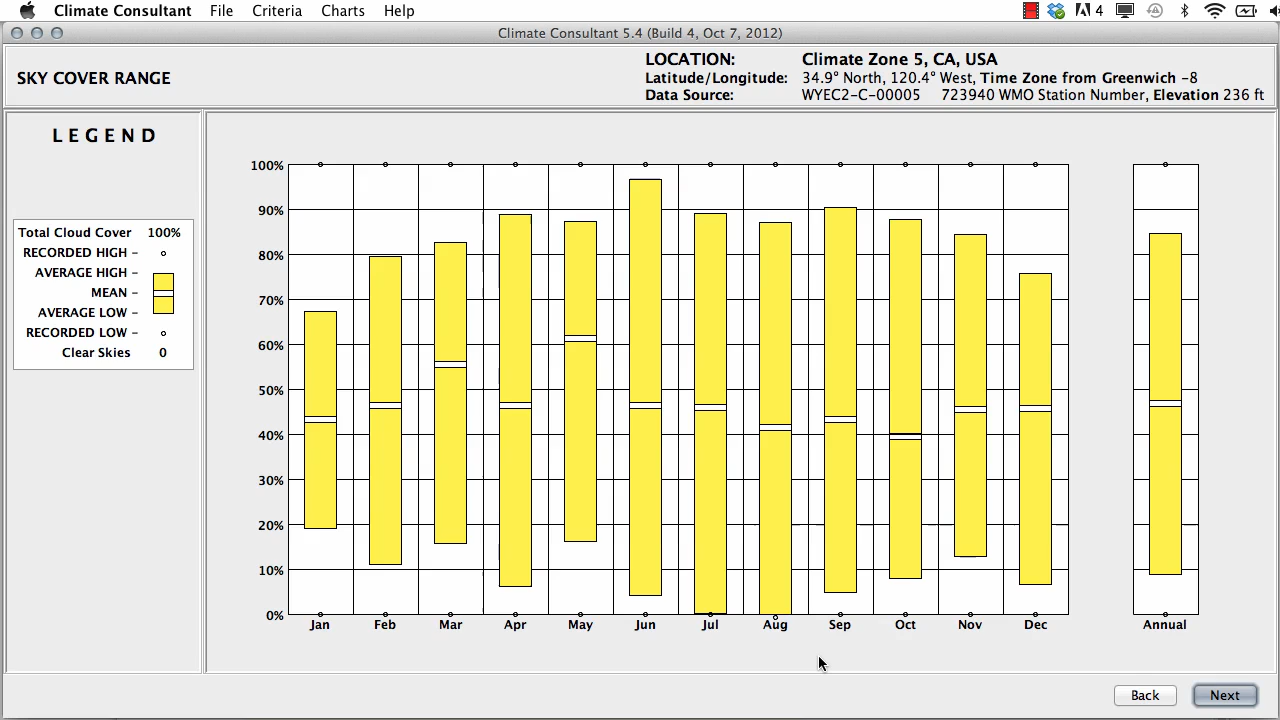 Climate Consultant File Criteria Charts Help 4
Climate Consultant 5.4 (Build 4, Oct 7, 2012)
SKY COVER RANGE
LOCATION: Climate Zone 5, CA, USA
Latitude/Longitude: 34.9° North, 120.4° West, Time Zone from Greenwich -8
Data Source: WYEC2-C-00005 723940 WMO Station Number, Elevation 236 ft
LEGEND
Total Cloud Cover 100%
RECORDED HIGH -
AVERAGE HIGH -
MEAN -
AVERAGE LOW -
RECORDED LOW -
Clear Skies 0
100%
90%
80%
70%
60%
50%
40%
30%
20%
10%
0%
Jan Feb Mar Apr May Jun Jul Aug Sep Oct Nov Dec Annual
Back Next